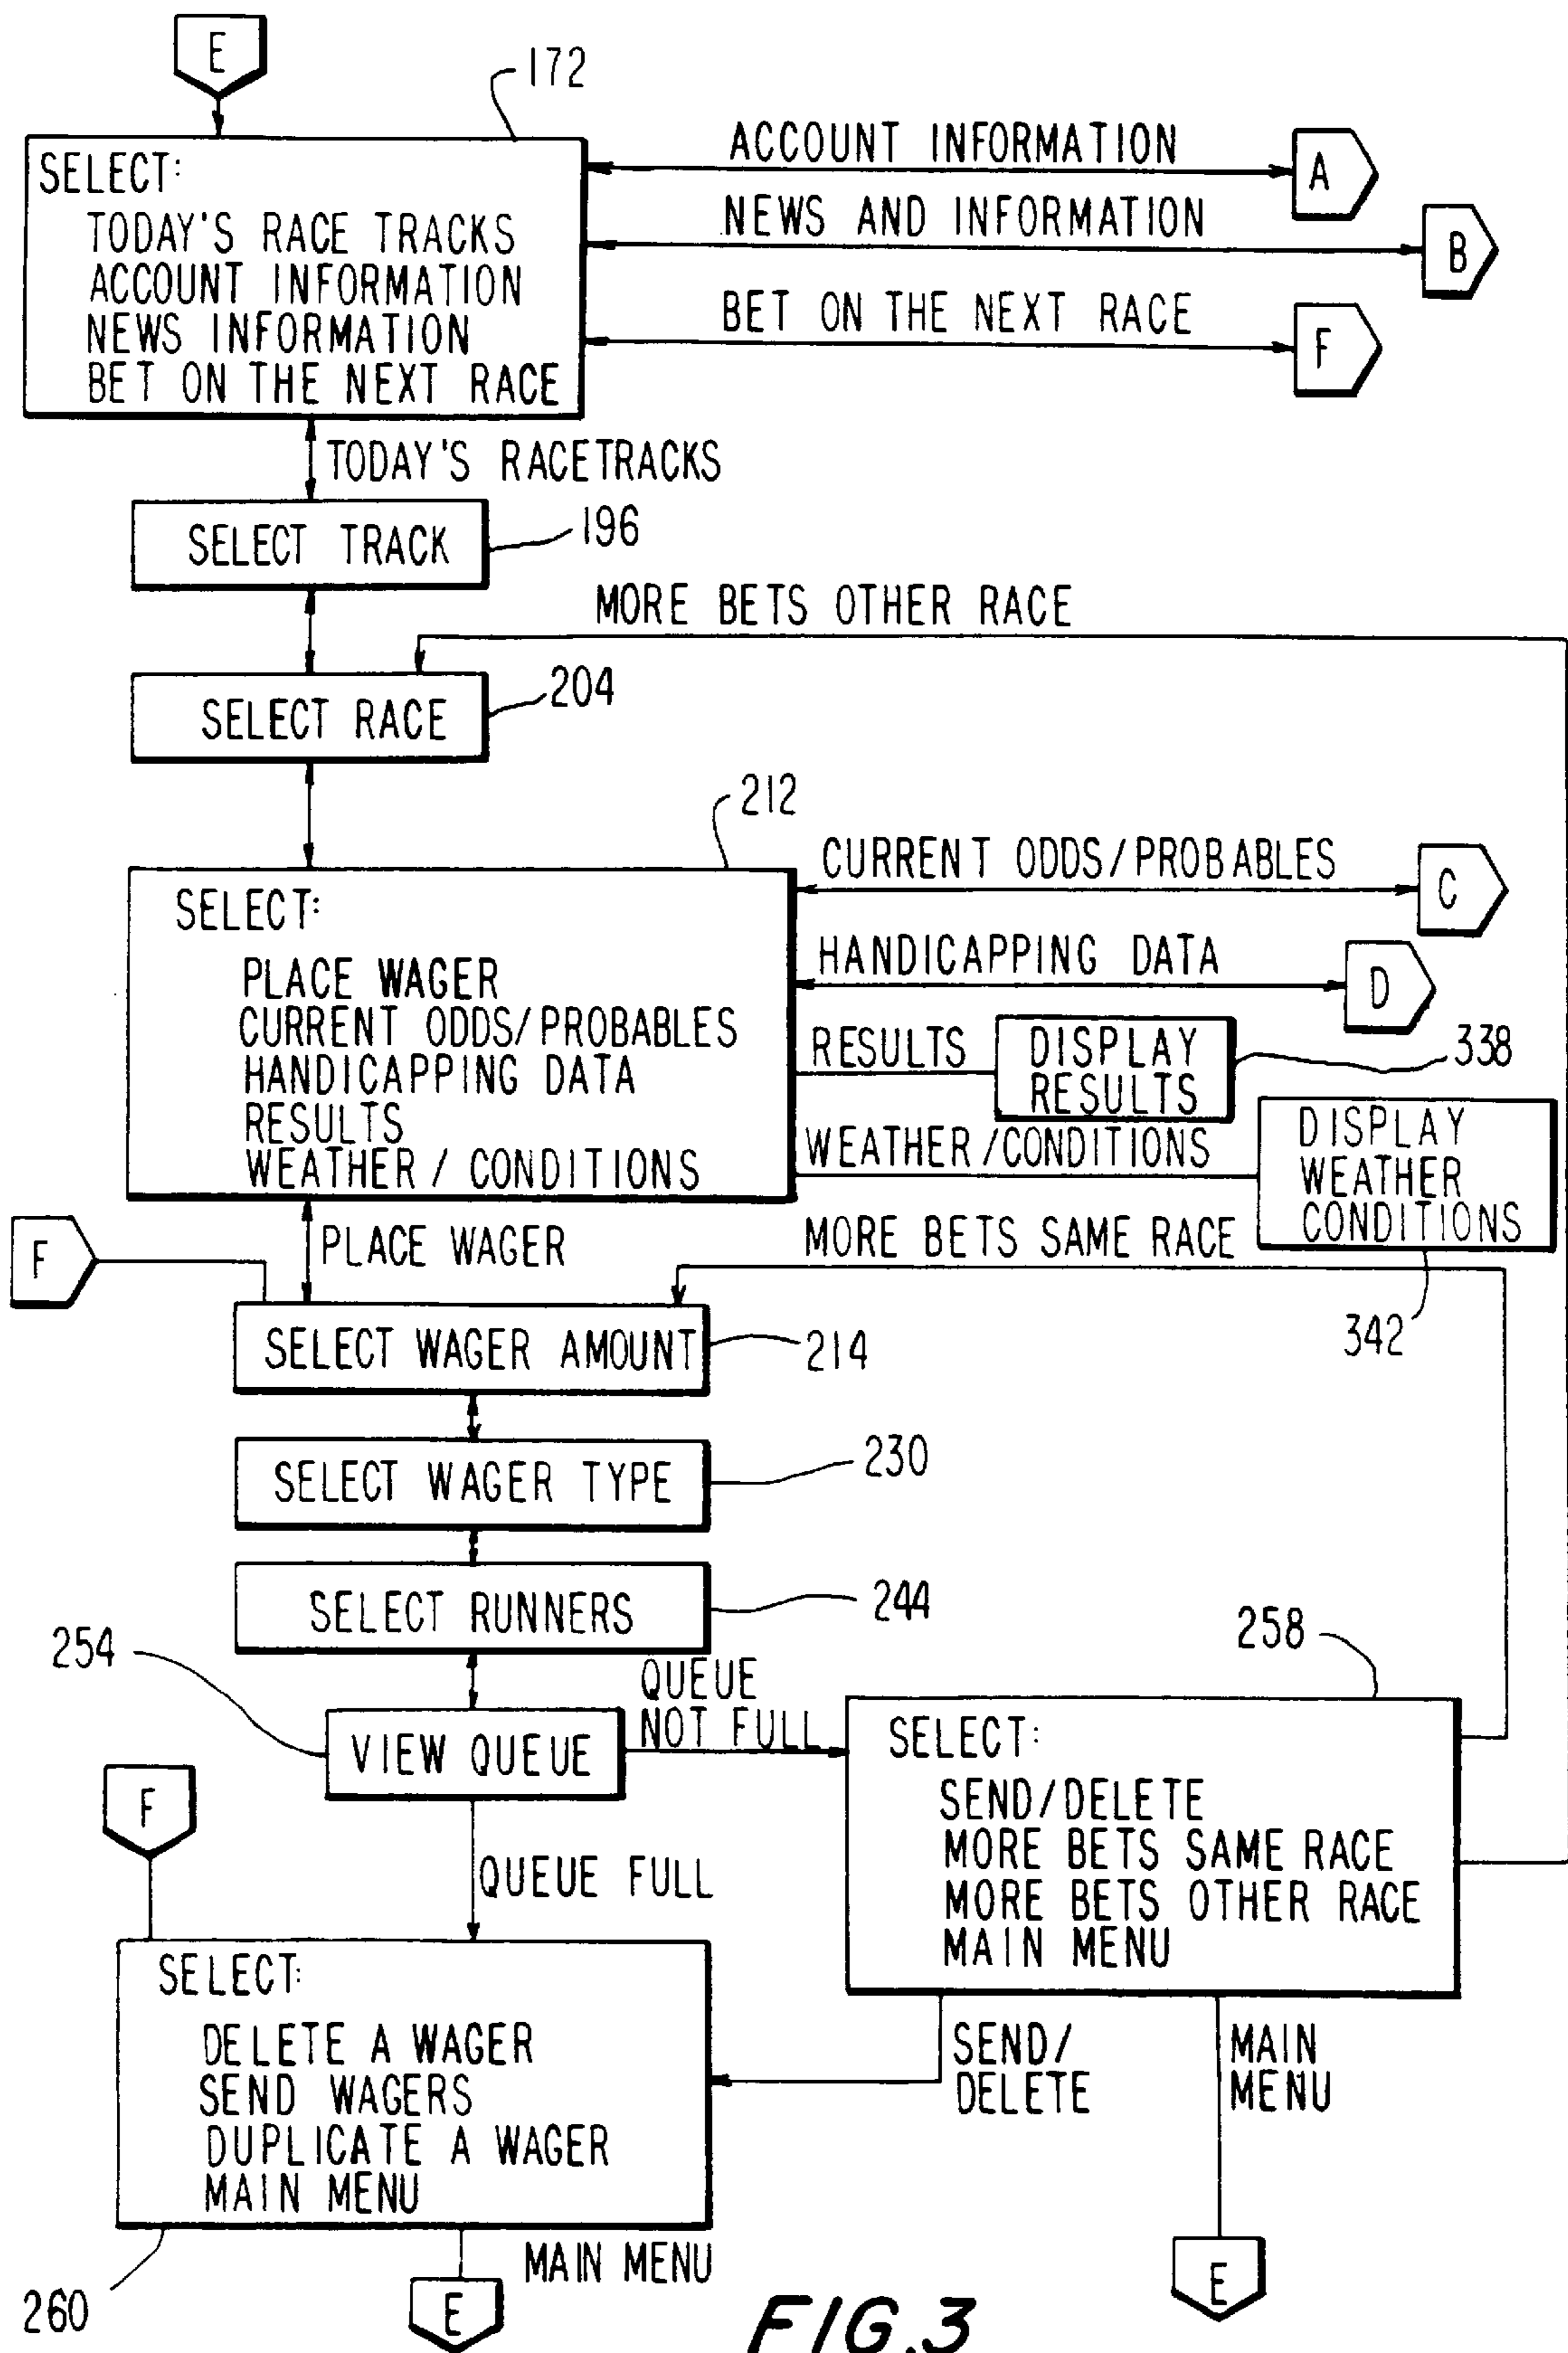 E
172
SELECT:
TODAY'S RACE TRACKS
ACCOUNT INFORMATION
NEWS INFORMATION
BET ON THE NEXT RACE
ACCOUNT INFORMATION
A
NEWS AND INFORMATION
B
BET ON THE NEXT RACE
F
TODAY'S RACETRACKS
SELECT TRACK
196
MORE BETS OTHER RACE
SELECT RACE
204
212
SELECT:
PLACE WAGER
CURRENT ODDS/PROBABLES
HANDICAPPING DATA
RESULTS
WEATHER / CONDITIONS
CURRENT ODDS/PROBABLES
C
HANDICAPPING DATA
D
RESULTS
DISPLAY
RESULTS
338
WEATHER/CONDITIONS
DISPLAY
WEATHER
CONDITIONS
342
F
PLACE WAGER
MORE BETS SAME RACE
SELECT WAGER AMOUNT
214
SELECT WAGER TYPE
230
SELECT RUNNERS
244
254
VIEW QUEUE
QUEUE
NOT FULL
258
SELECT:
SEND/DELETE
MORE BETS SAME RACE
MORE BETS OTHER RACE
MAIN MENU
F
QUEUE FULL
SELECT:
DELETE A WAGER
SEND WAGERS
DUPLICATE A WAGER
MAIN MENU
SEND/
DELETE
MAIN
MENU
260
MAIN MENU
E
E
FIG.3